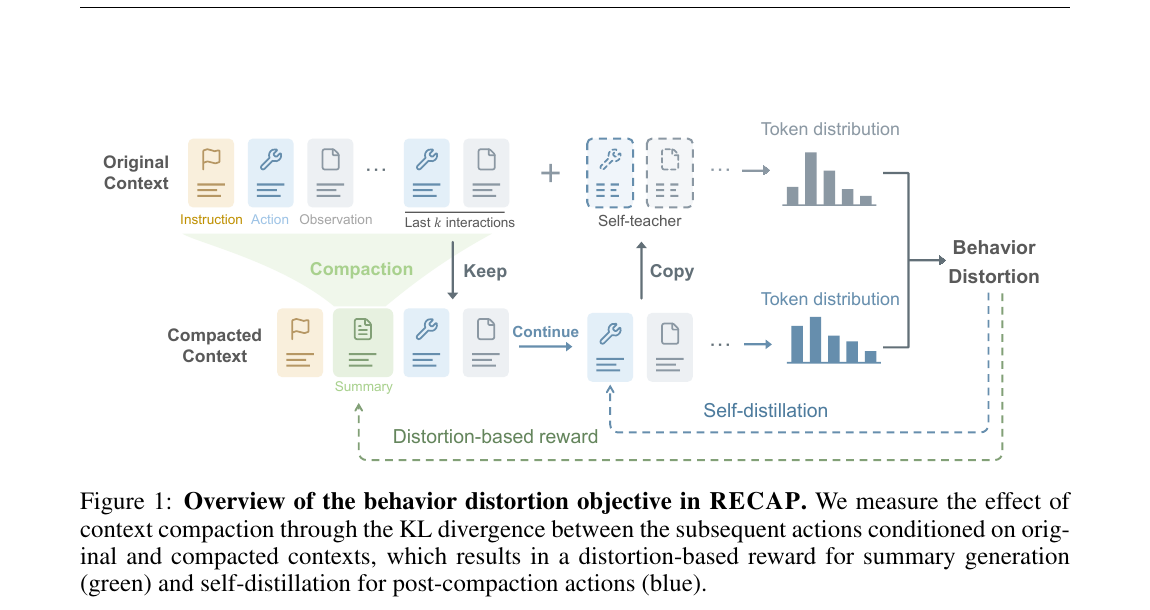 Token distribution
Original
Context
...
+
...
Instruction Action Observation
Last k interactions
Self-teacher
Compaction
Keep
Copy
Behavior
Distortion
Token distribution
Compacted
Context
Continue
...
Summary
Self-distillation
Distortion-based reward
Figure 1: Overview of the behavior distortion objective in RECAP. We measure the effect of
context compaction through the KL divergence between the subsequent actions conditioned on orig-
inal and compacted contexts, which results in a distortion-based reward for summary generation
(green) and self-distillation for post-compaction actions (blue).